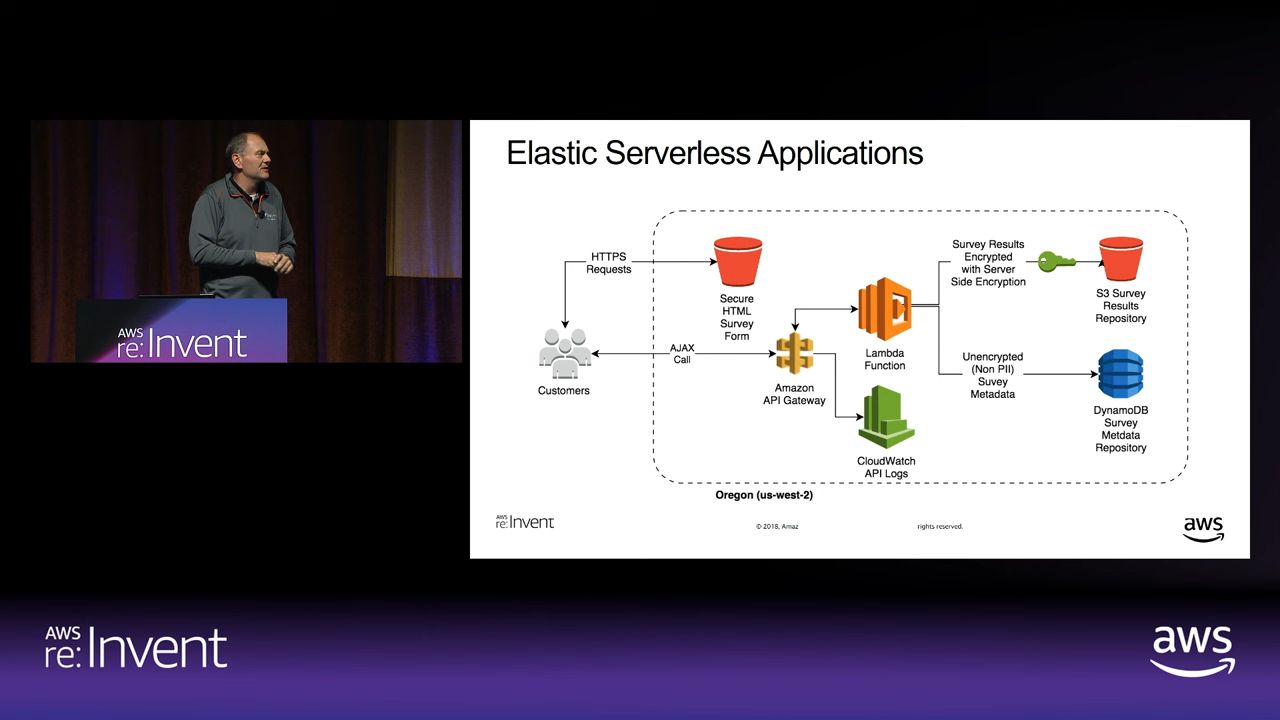 AWS
re:Invent
Elastic Serverless Applications
HTTPS
Requests
Secure
HTML
Survey
Form
Customers
AJAX
Call
Amazon
API Gateway
Lambda
Function
CloudWatch
API Logs
Survey Results
Encrypted
with Server
Side Encryption
S3 Survey
Results
Repository
Unencrypted
(Non PII)
Suvey
Metadata
DynamoDB
Survey
Metdata
Repository
Oregon (us-west-2)
AWS
re:Invent
© 2018, Amaz
rights reserved.
aws
AWS
re:Invent
aws